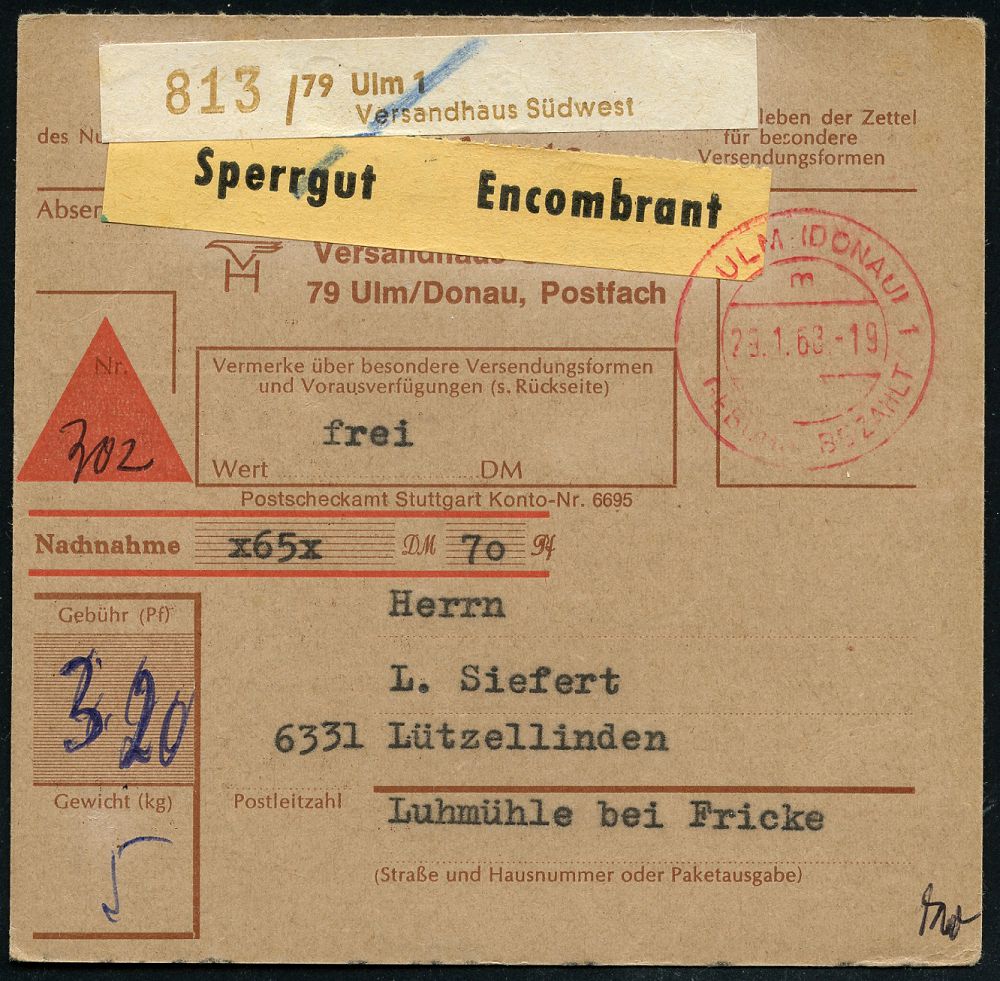 813 /79 Ulm 1
Versandhaus Südwest
des
leben der Zettel
für besondere
Versendungsformen
Sperrgut Encombrant
Absen
Versandhaus
79 Ulm/Donau, Postfach
ULM (DONAU) 1
m
29.1.63.-19
BEZAHLT
Nr.
302
Vermerke über besondere Versendungsformen
und Vorausverfügungen (s. Rückseite)
frei
Wert DM
Postscheckamt Stuttgart Konto-Nr. 6695
Nachnahme x65x DM 70 Pf
Gebühr (Pf)
3.20
Herrn
L. Siefert
6331 Lützellinden
Gewicht (kg)
5
Postleitzahl
Luhmühle bei Fricke
(Straße und Hausnummer oder Paketausgabe)